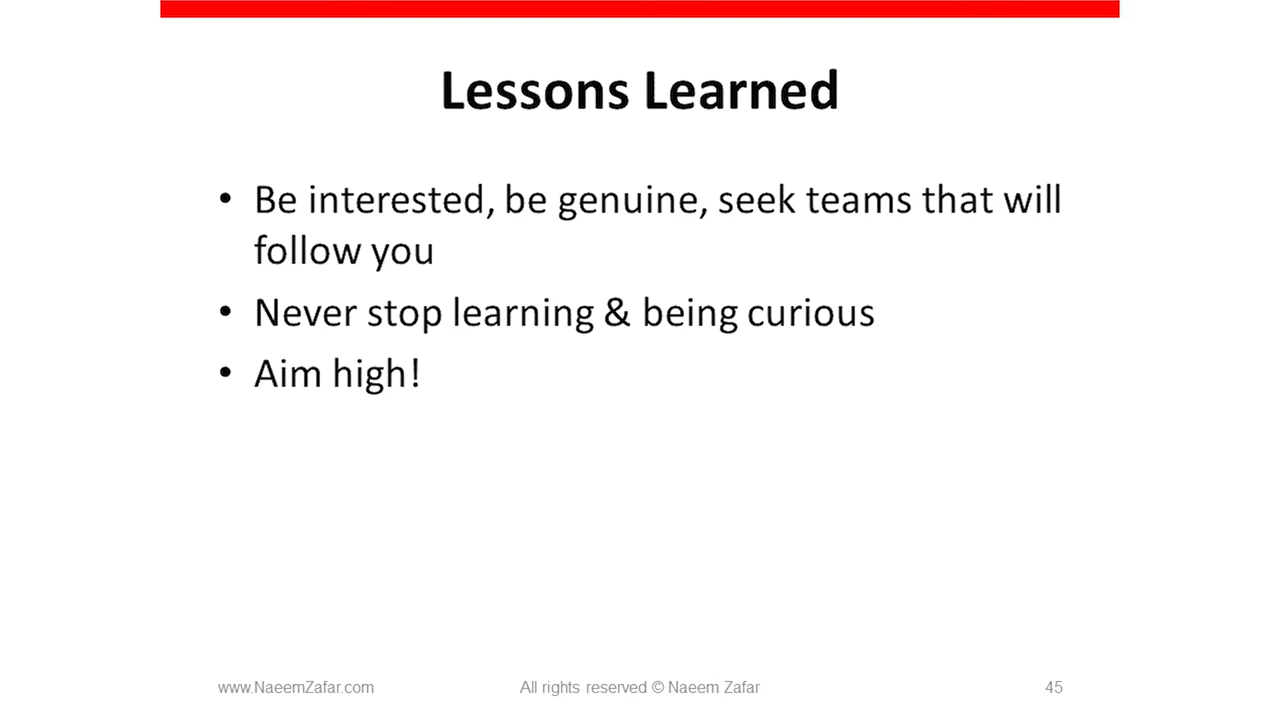 Lessons Learned
• Be interested, be genuine, seek teams that will
follow you
• Never stop learning & being curious
• Aim high!
www.NaeemZafar.com All rights reserved © Naeem Zafar 45